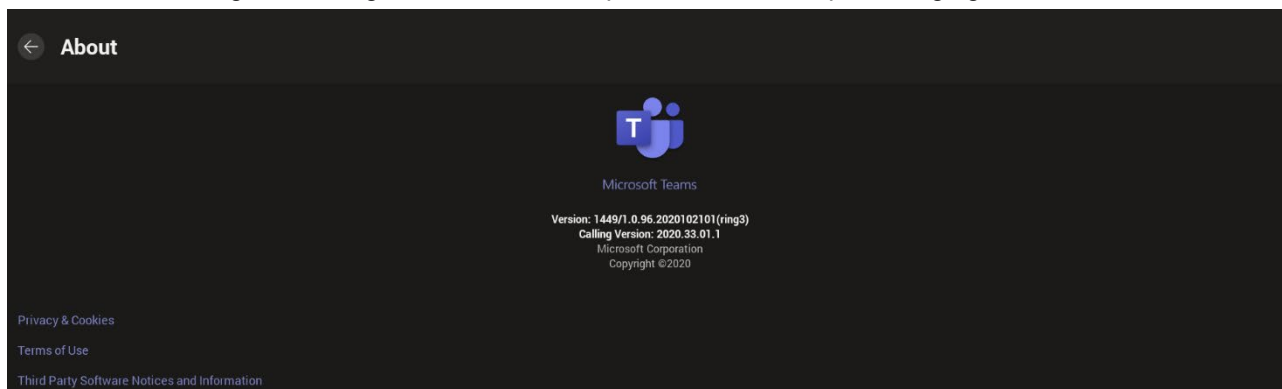 About
T
Microsoft Teams
Version: 1449/1.0.96.2020102101(ring3)
Calling Version: 2020.33.01.1
Microsoft Corporation
Copyright ©2020
Privacy & Cookies
Terms of Use
Third Party Software Notices and Information